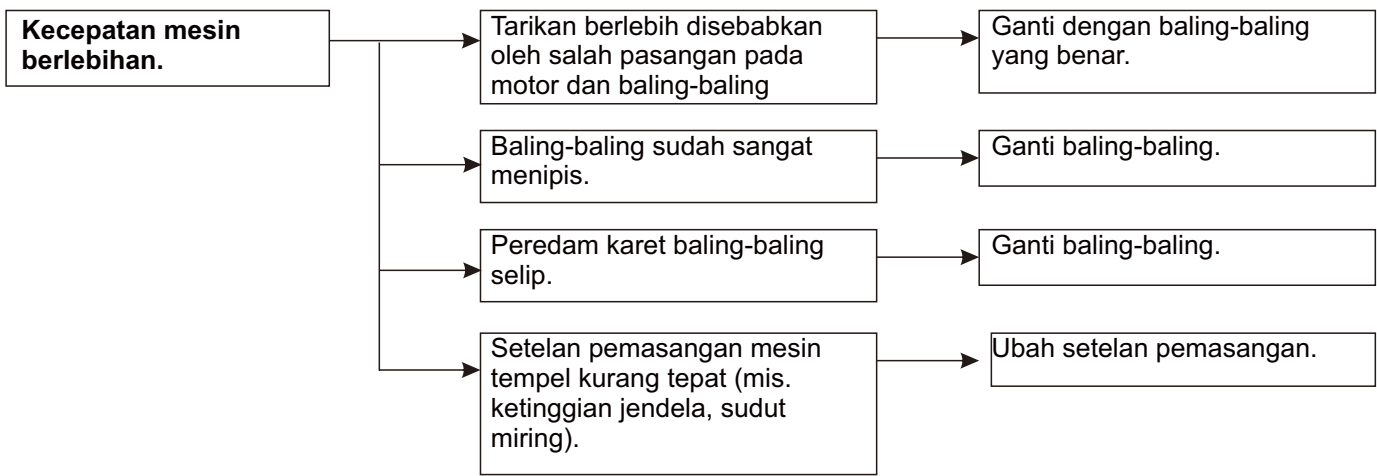 Kecepatan mesin
berlebihan.
Tarikan berlebih disebabkan
oleh salah pasangan pada
motor dan baling-baling
Ganti dengan baling-baling
yang benar.
Baling-baling sudah sangat
menipis.
Ganti baling-baling.
Peredam karet baling-baling
selip.
Ganti baling-baling.
Setelan pemasangan mesin
tempel kurang tepat (mis.
ketinggian jendela, sudut
miring).
Ubah setelan pemasangan.